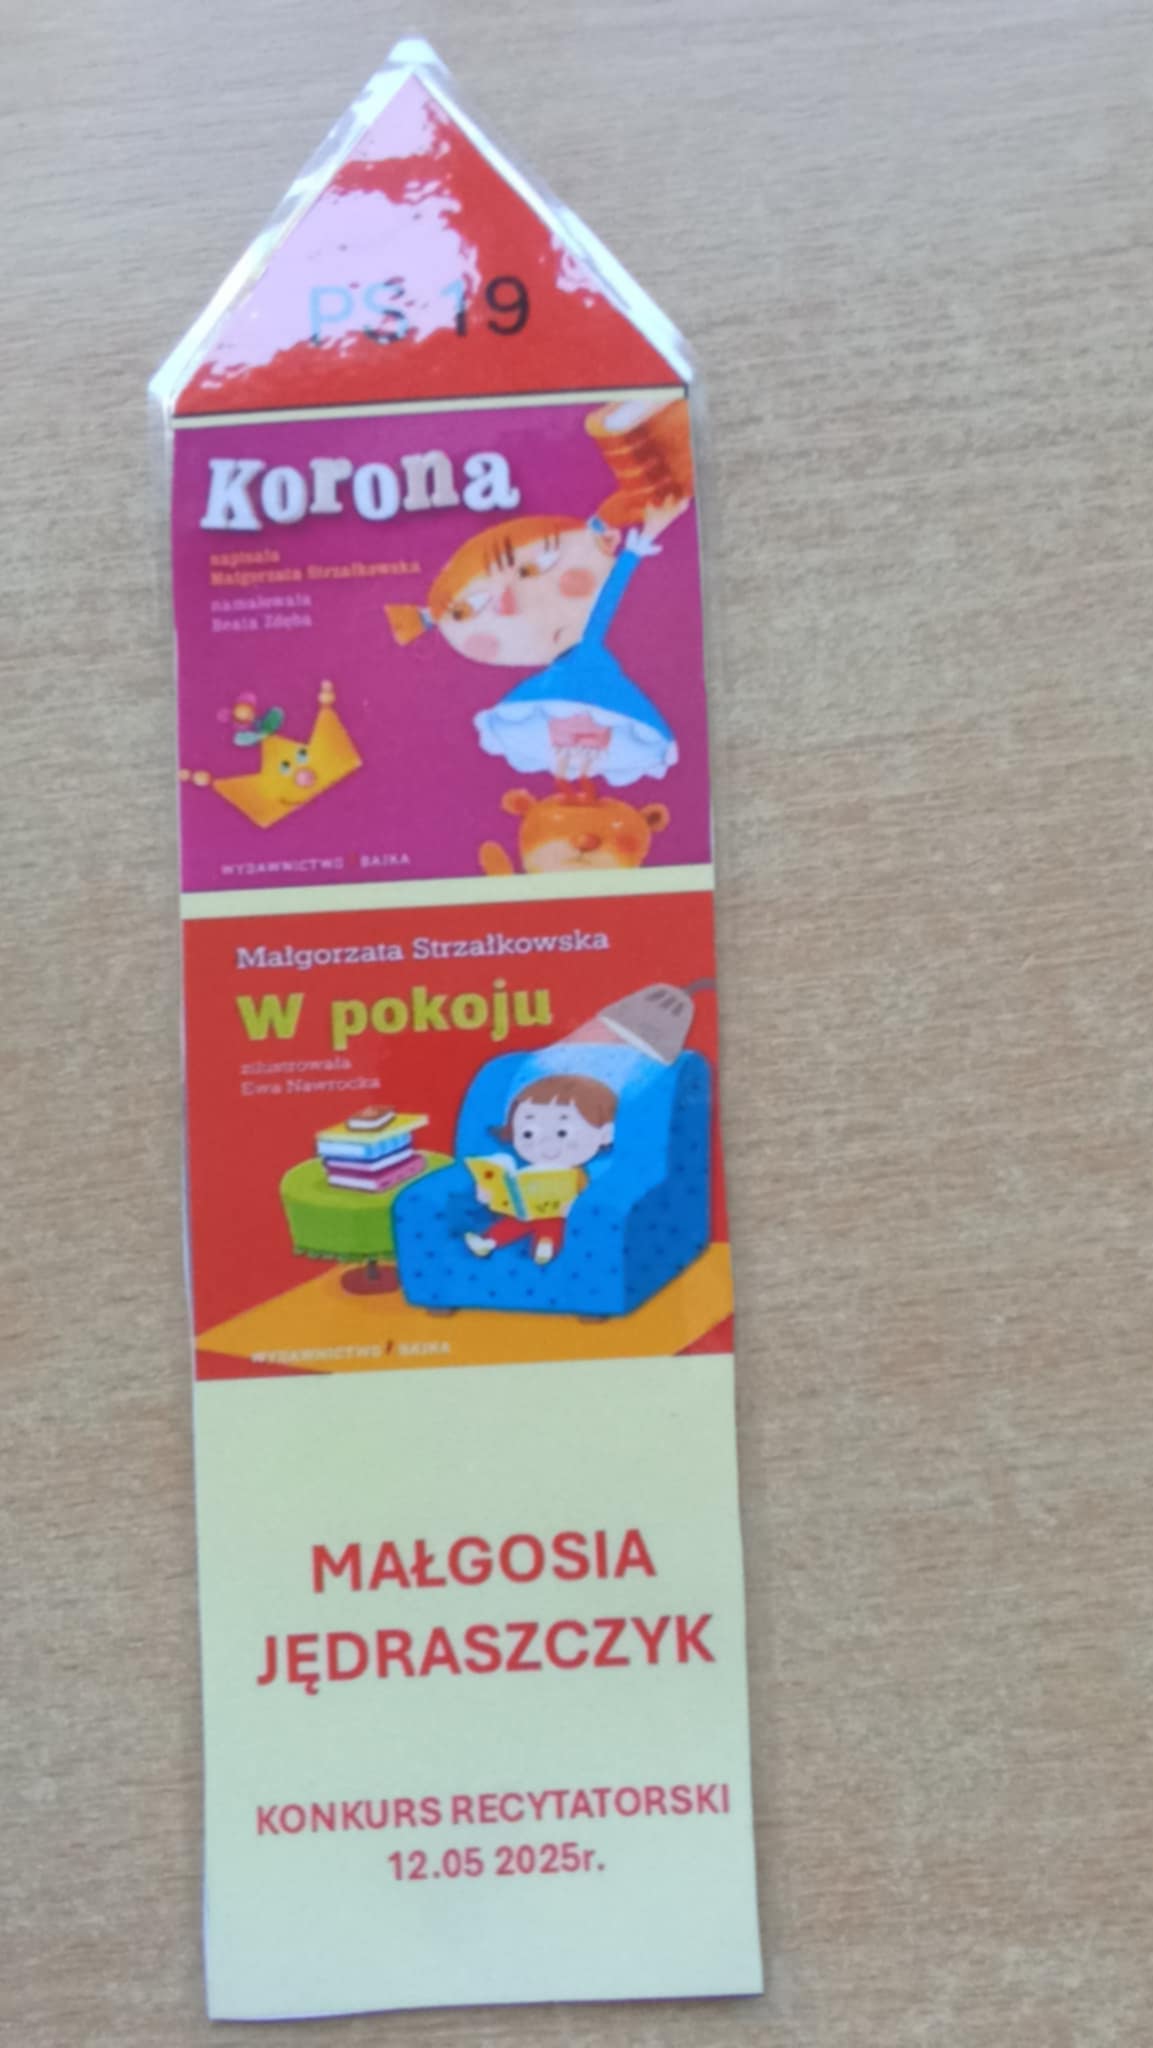 PS 19
Korona
napisała
Małgorzata Strzałkowska
namalowała
Beata Zdęba
WYDAWNICTWO BAJKA
Małgorzata Strzałkowska
W pokoju
zilustrowała
Ewa Nawrocka
WYDAWNICTWO BAJKA
MAŁGOSIA
JĘDRASZCZYK
KONKURS RECYTATORSKI
12.05 2025r.